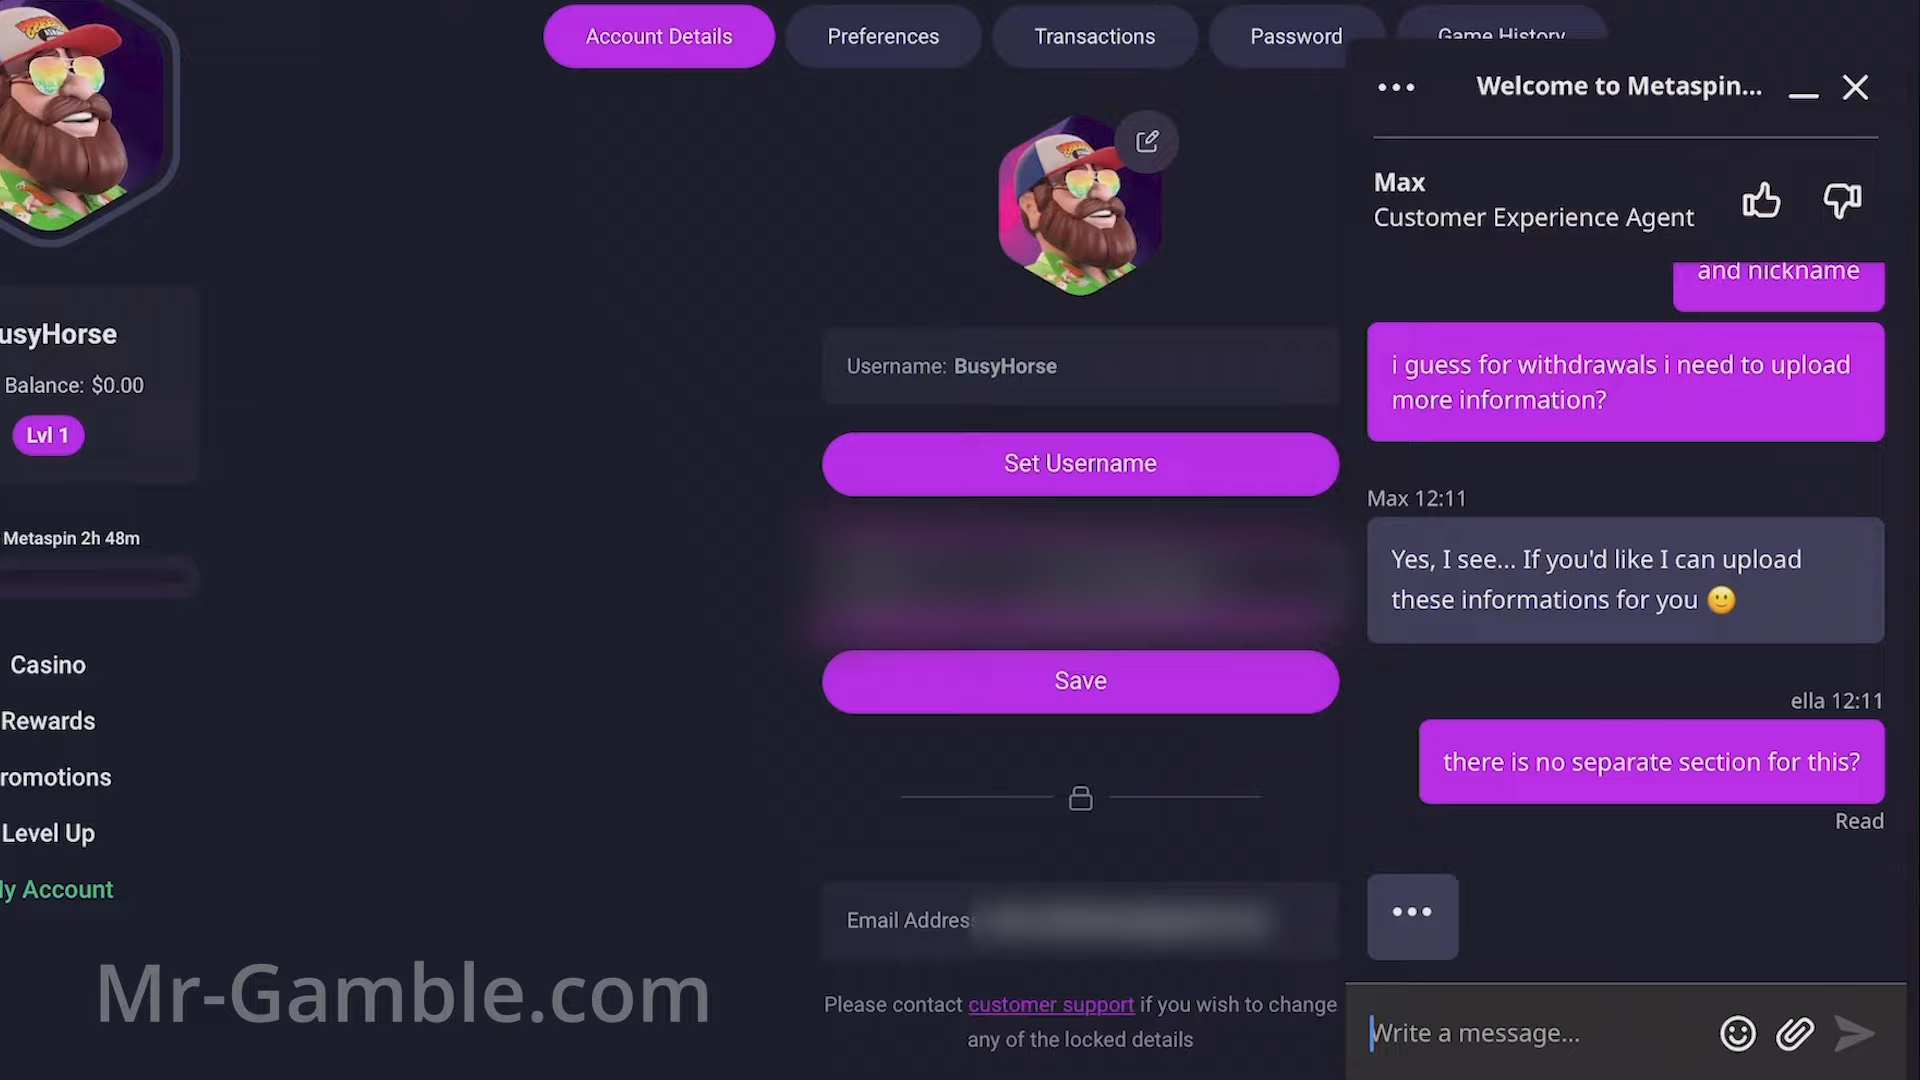 Account Details
Preferences
Transactions
Password
Game History
usyHorse
Balance: $0.00
Lvl 1
Metaspin 2h 48m
Casino
Rewards
romotions
Level Up
ly Account
Username: BusyHorse
Set Username
Save
Email Addres
Please contact customer support if you wish to change
any of the locked details
Welcome to Metaspin...
Max
Customer Experience Agent
and nickname
i guess for withdrawals i need to upload
more information?
Max 12:11
Yes, I see... If you'd like I can upload
these informations for you 🙂
ella 12:11
there is no separate section for this?
Read
Write a message...
Mr-Gamble.com